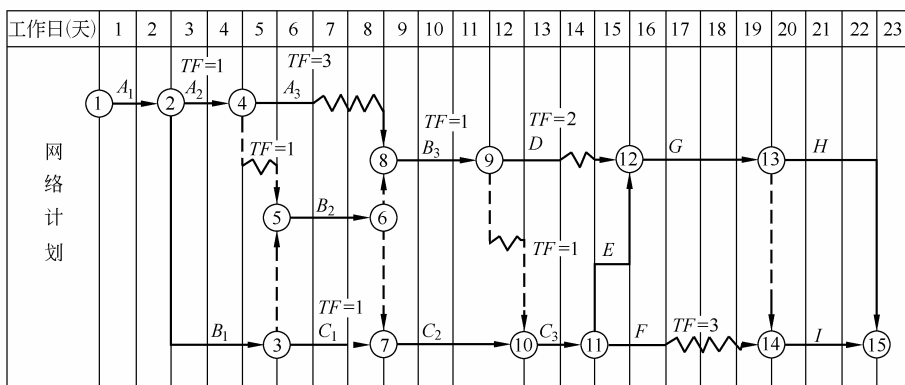 工作日(天) 1 2 3 4 5 6 7 8 9 10 11 12 13 14 15 16 17 18 19 20 21 22 23
TF=1 TF=3
① A₁ ② A₂ ④ A₃
TF=1 TF=2
TF=1
⑧ B₃ ⑨ D ⑫ G ⑬ H
网络计划
⑤ B₂ ⑥
TF=1
E
TF=1 TF=3
B₁ ③ C₁ ⑦ C₂ ⑩ C₃ ⑪ F ⑭ I ⑮